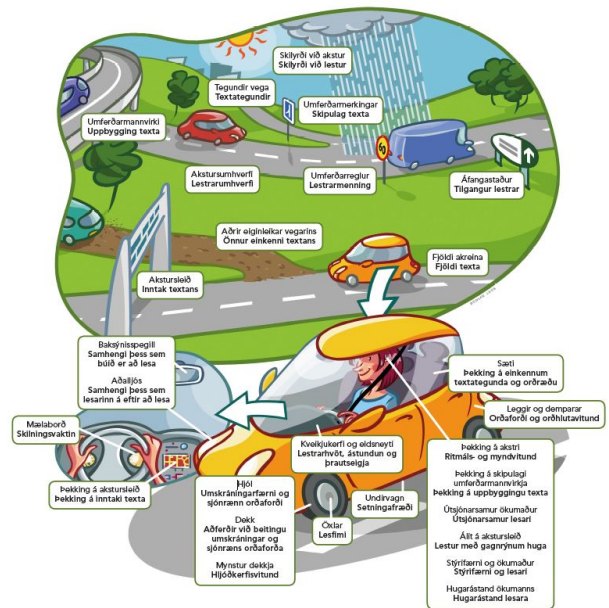 Skilyrði við akstur
Skilyrði við lestur
Tegundir vega
Textategundir
Umferðarmerkingar
Skipulag texta
Umferðarmannvirki
Uppbygging texta
60
Akstursumhverfi
Lestrarumhverfi
Umferðarreglur
Lestrarmenning
Áfangastaður
Tilgangur lestrar
Aðrir eiginleikar vegarins
Önnur einkenni textans
Fjöldi akreina
Fjöldi texta
Akstursleið
Inntak textans
Baksýnisspegill
Samhengi þess sem
búið er að lesa
Aðalljós
Samhengi þess sem
lesarinn á eftir að lesa
Sæti
Þekking á einkennum
textategunda og orðræðu
Leggir og demparar
Orðaforði og orðhlutavitund
Mælaborð
Skilningsvaktin
Kveikjukerfi og eldsneyti
Lestrarhvöt, ástundun og
þrautseigja
Þekking á akstri
Ritmáls- og myndvitund
Þekking á skipulagi
umferðarmannvirkja
Þekking á uppbyggingu texta
Útsjónarsamur ökumaður
Útsjónarsamur lesari
Álit á akstursleið
Lestur með gagnrýnum huga
Stýrifærni og ökumaður
Stýrifærni og lesari
Hugarástand ökumanns
Hugarástand lesara
Þekking á akstursleið
Þekking á inntaki texta
Hjól
Umskráningarfærni og
sjónrænn orðaforði
Dekk
Aðferðir við beitingu
umskráningar og
sjónræns orðaforða
Mynstur dekkja
Hljóðkerfisvitund
Öxlar
Lesfimi
Undirvagn
Setningafræði